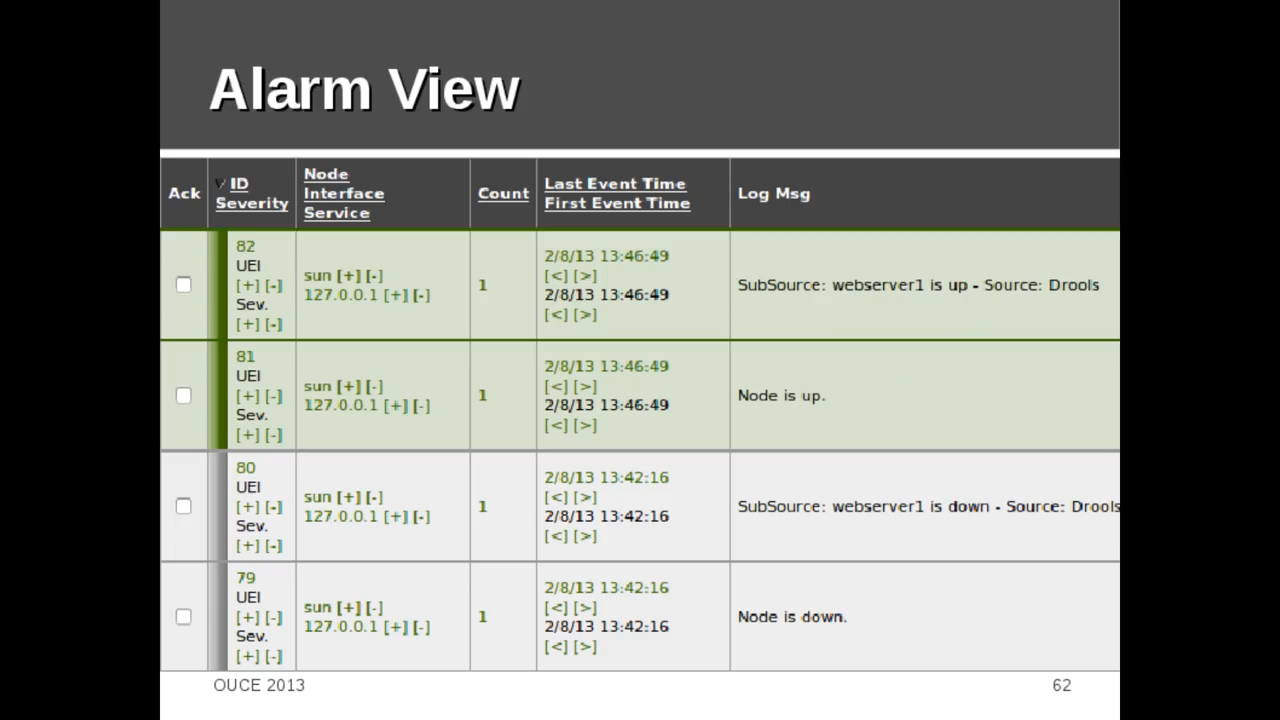 Alarm View
Ack
ID
Severity
Node
Interface
Service
Count
Last Event Time
First Event Time
Log Msg
82
UEI
[+] [-]
Sev.
[+] [-]
sun [+] [-]
127.0.0.1 [+] [-]
1
2/8/13 13:46:49
[<] [>]
2/8/13 13:46:49
[<] [>]
SubSource: webserver1 is up - Source: Drools
81
UEI
[+] [-]
Sev.
[+] [-]
sun [+] [-]
127.0.0.1 [+] [-]
1
2/8/13 13:46:49
[<] [>]
2/8/13 13:46:49
[<] [>]
Node is up.
80
UEI
[+] [-]
Sev.
[+] [-]
sun [+] [-]
127.0.0.1 [+] [-]
1
2/8/13 13:42:16
[<] [>]
2/8/13 13:42:16
[<] [>]
SubSource: webserver1 is down - Source: Drools
79
UEI
[+] [-]
Sev.
[+] [-]
sun [+] [-]
127.0.0.1 [+] [-]
1
2/8/13 13:42:16
[<] [>]
2/8/13 13:42:16
[<] [>]
Node is down.
OUCE 2013
62